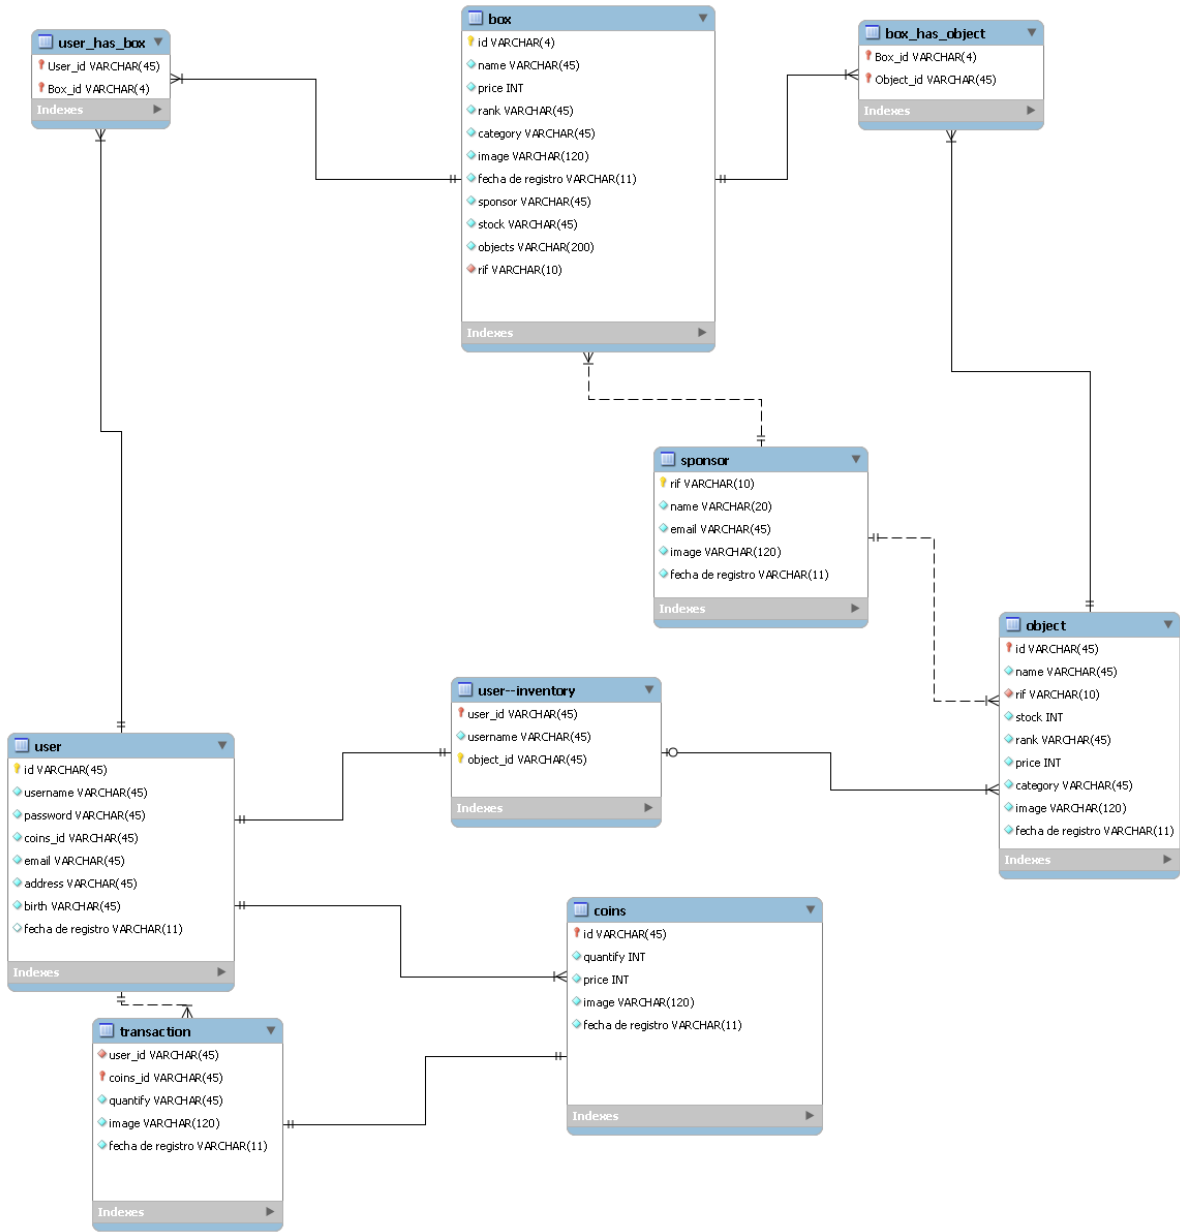 user_has_box
User_id VARCHAR(45)
Box_id VARCHAR(4)
Indexes
box
id VARCHAR(4)
name VARCHAR(45)
price INT
rank VARCHAR(45)
category VARCHAR(45)
image VARCHAR(120)
fecha de registro VARCHAR(11)
sponsor VARCHAR(45)
stock VARCHAR(45)
objects VARCHAR(200)
rif VARCHAR(10)
Indexes
box_has_object
Box_id VARCHAR(4)
Object_id VARCHAR(45)
Indexes
sponsor
rif VARCHAR(10)
name VARCHAR(20)
email VARCHAR(45)
image VARCHAR(120)
fecha de registro VARCHAR(11)
Indexes
object
id VARCHAR(45)
name VARCHAR(45)
rif VARCHAR(10)
stock INT
rank VARCHAR(45)
price INT
category VARCHAR(45)
image VARCHAR(120)
fecha de registro VARCHAR(11)
Indexes
user--inventory
user_id VARCHAR(45)
username VARCHAR(45)
object_id VARCHAR(45)
Indexes
user
id VARCHAR(45)
username VARCHAR(45)
password VARCHAR(45)
coins_id VARCHAR(45)
email VARCHAR(45)
address VARCHAR(45)
birth VARCHAR(45)
fecha de registro VARCHAR(11)
Indexes
coins
id VARCHAR(45)
quantify INT
price INT
image VARCHAR(120)
fecha de registro VARCHAR(11)
Indexes
transaction
user_id VARCHAR(45)
coins_id VARCHAR(45)
quantify VARCHAR(45)
image VARCHAR(120)
fecha de registro VARCHAR(11)
Indexes